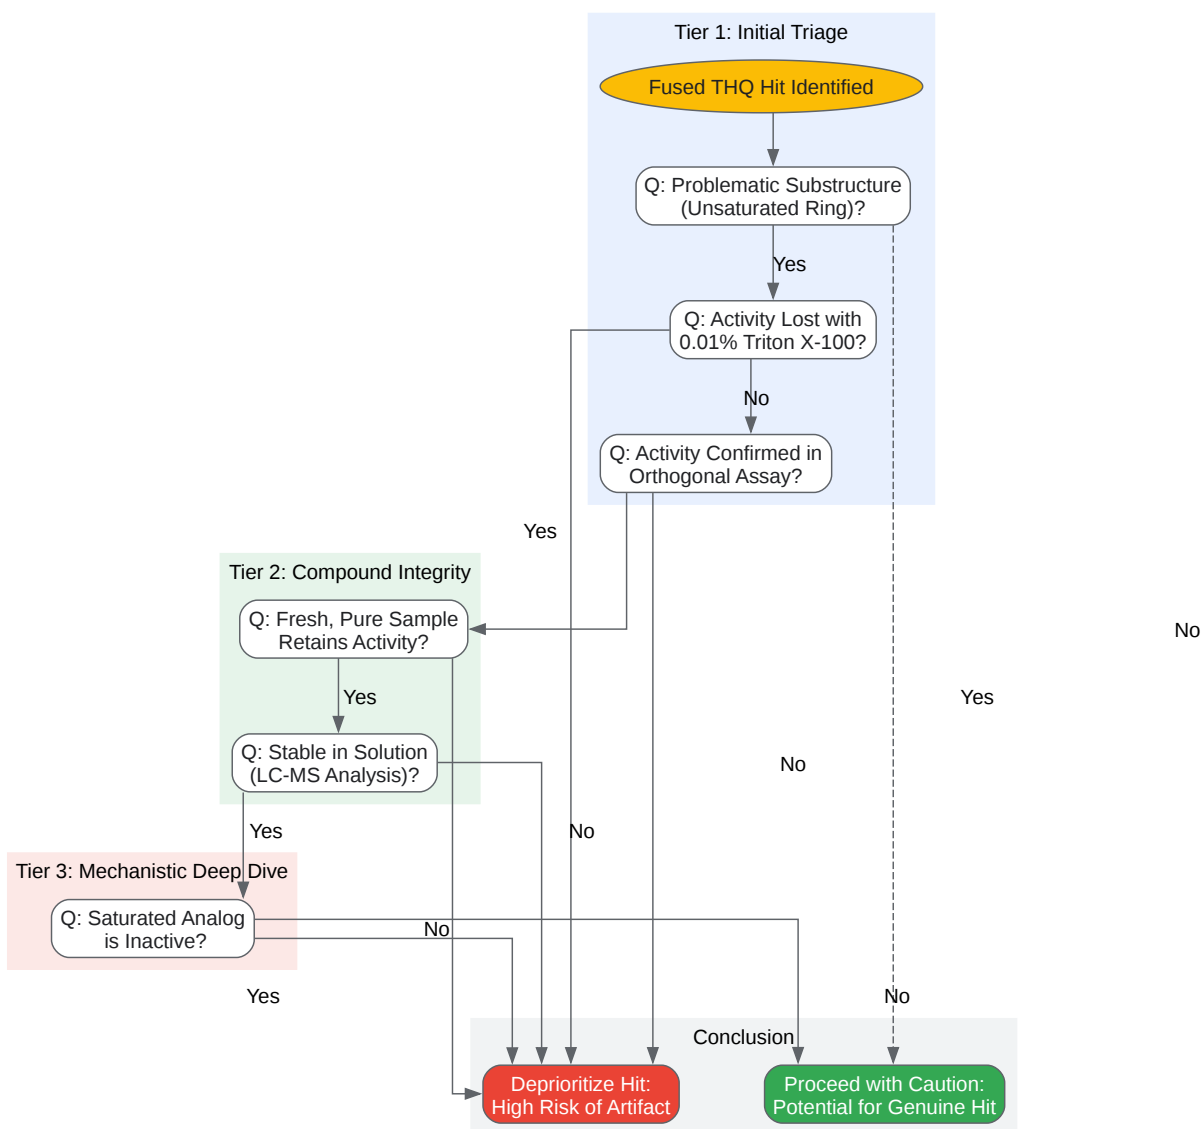 Tier 1: Initial Triage
Fused THQ Hit Identified
Q: Problematic Substructure
(Unsaturated Ring)?
Yes
Q: Activity Lost with
0.01% Triton X-100?
No
Q: Activity Confirmed in
Orthogonal Assay?
Yes
Tier 2: Compound Integrity
Q: Fresh, Pure Sample
Retains Activity?
No
Yes
Yes
Q: Stable in Solution
(LC-MS Analysis)?
No
Yes
No
Tier 3: Mechanistic Deep Dive
Q: Saturated Analog
is Inactive?
No
Yes
No
Conclusion
Deprioritize Hit:
High Risk of Artifact
Proceed with Caution:
Potential for Genuine Hit